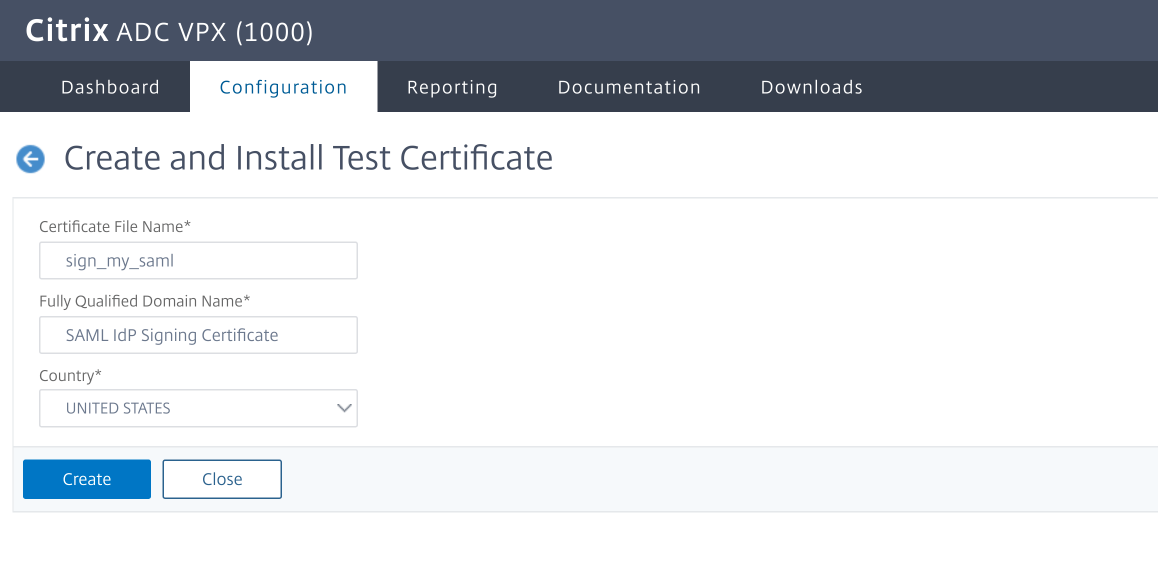 Citrix ADC VPX (1000)
Dashboard Configuration Reporting Documentation Downloads
Create and Install Test Certificate
Certificate File Name*
sign_my_saml
Fully Qualified Domain Name*
SAML IdP Signing Certificate
Country*
UNITED STATES
Create Close